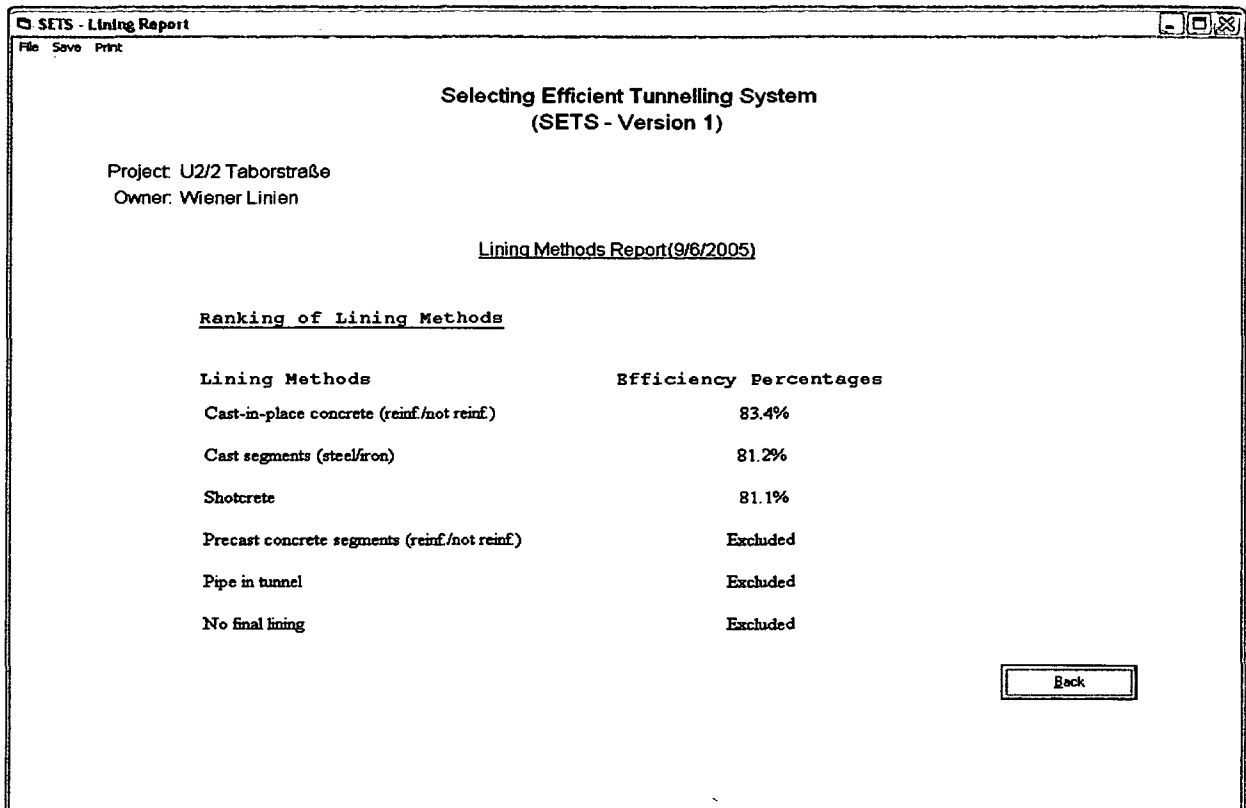 SETS - Lining Report
File Save Print
Selecting Efficient Tunnelling System
(SETS - Version 1)
Project: U2/2 Taborstraße
Owner: Wiener Linien
Lining Methods Report(9/6/2005)
Ranking of Lining Methods
Lining Methods Efficiency Percentages
Cast-in-place concrete (reinf./not reinf.) 83.4%
Cast segments (steel/iron) 81.2%
Shotcrete 81.1%
Precast concrete segments (reinf./not reinf.) Excluded
Pipe in tunnel Excluded
No final lining Excluded
Back